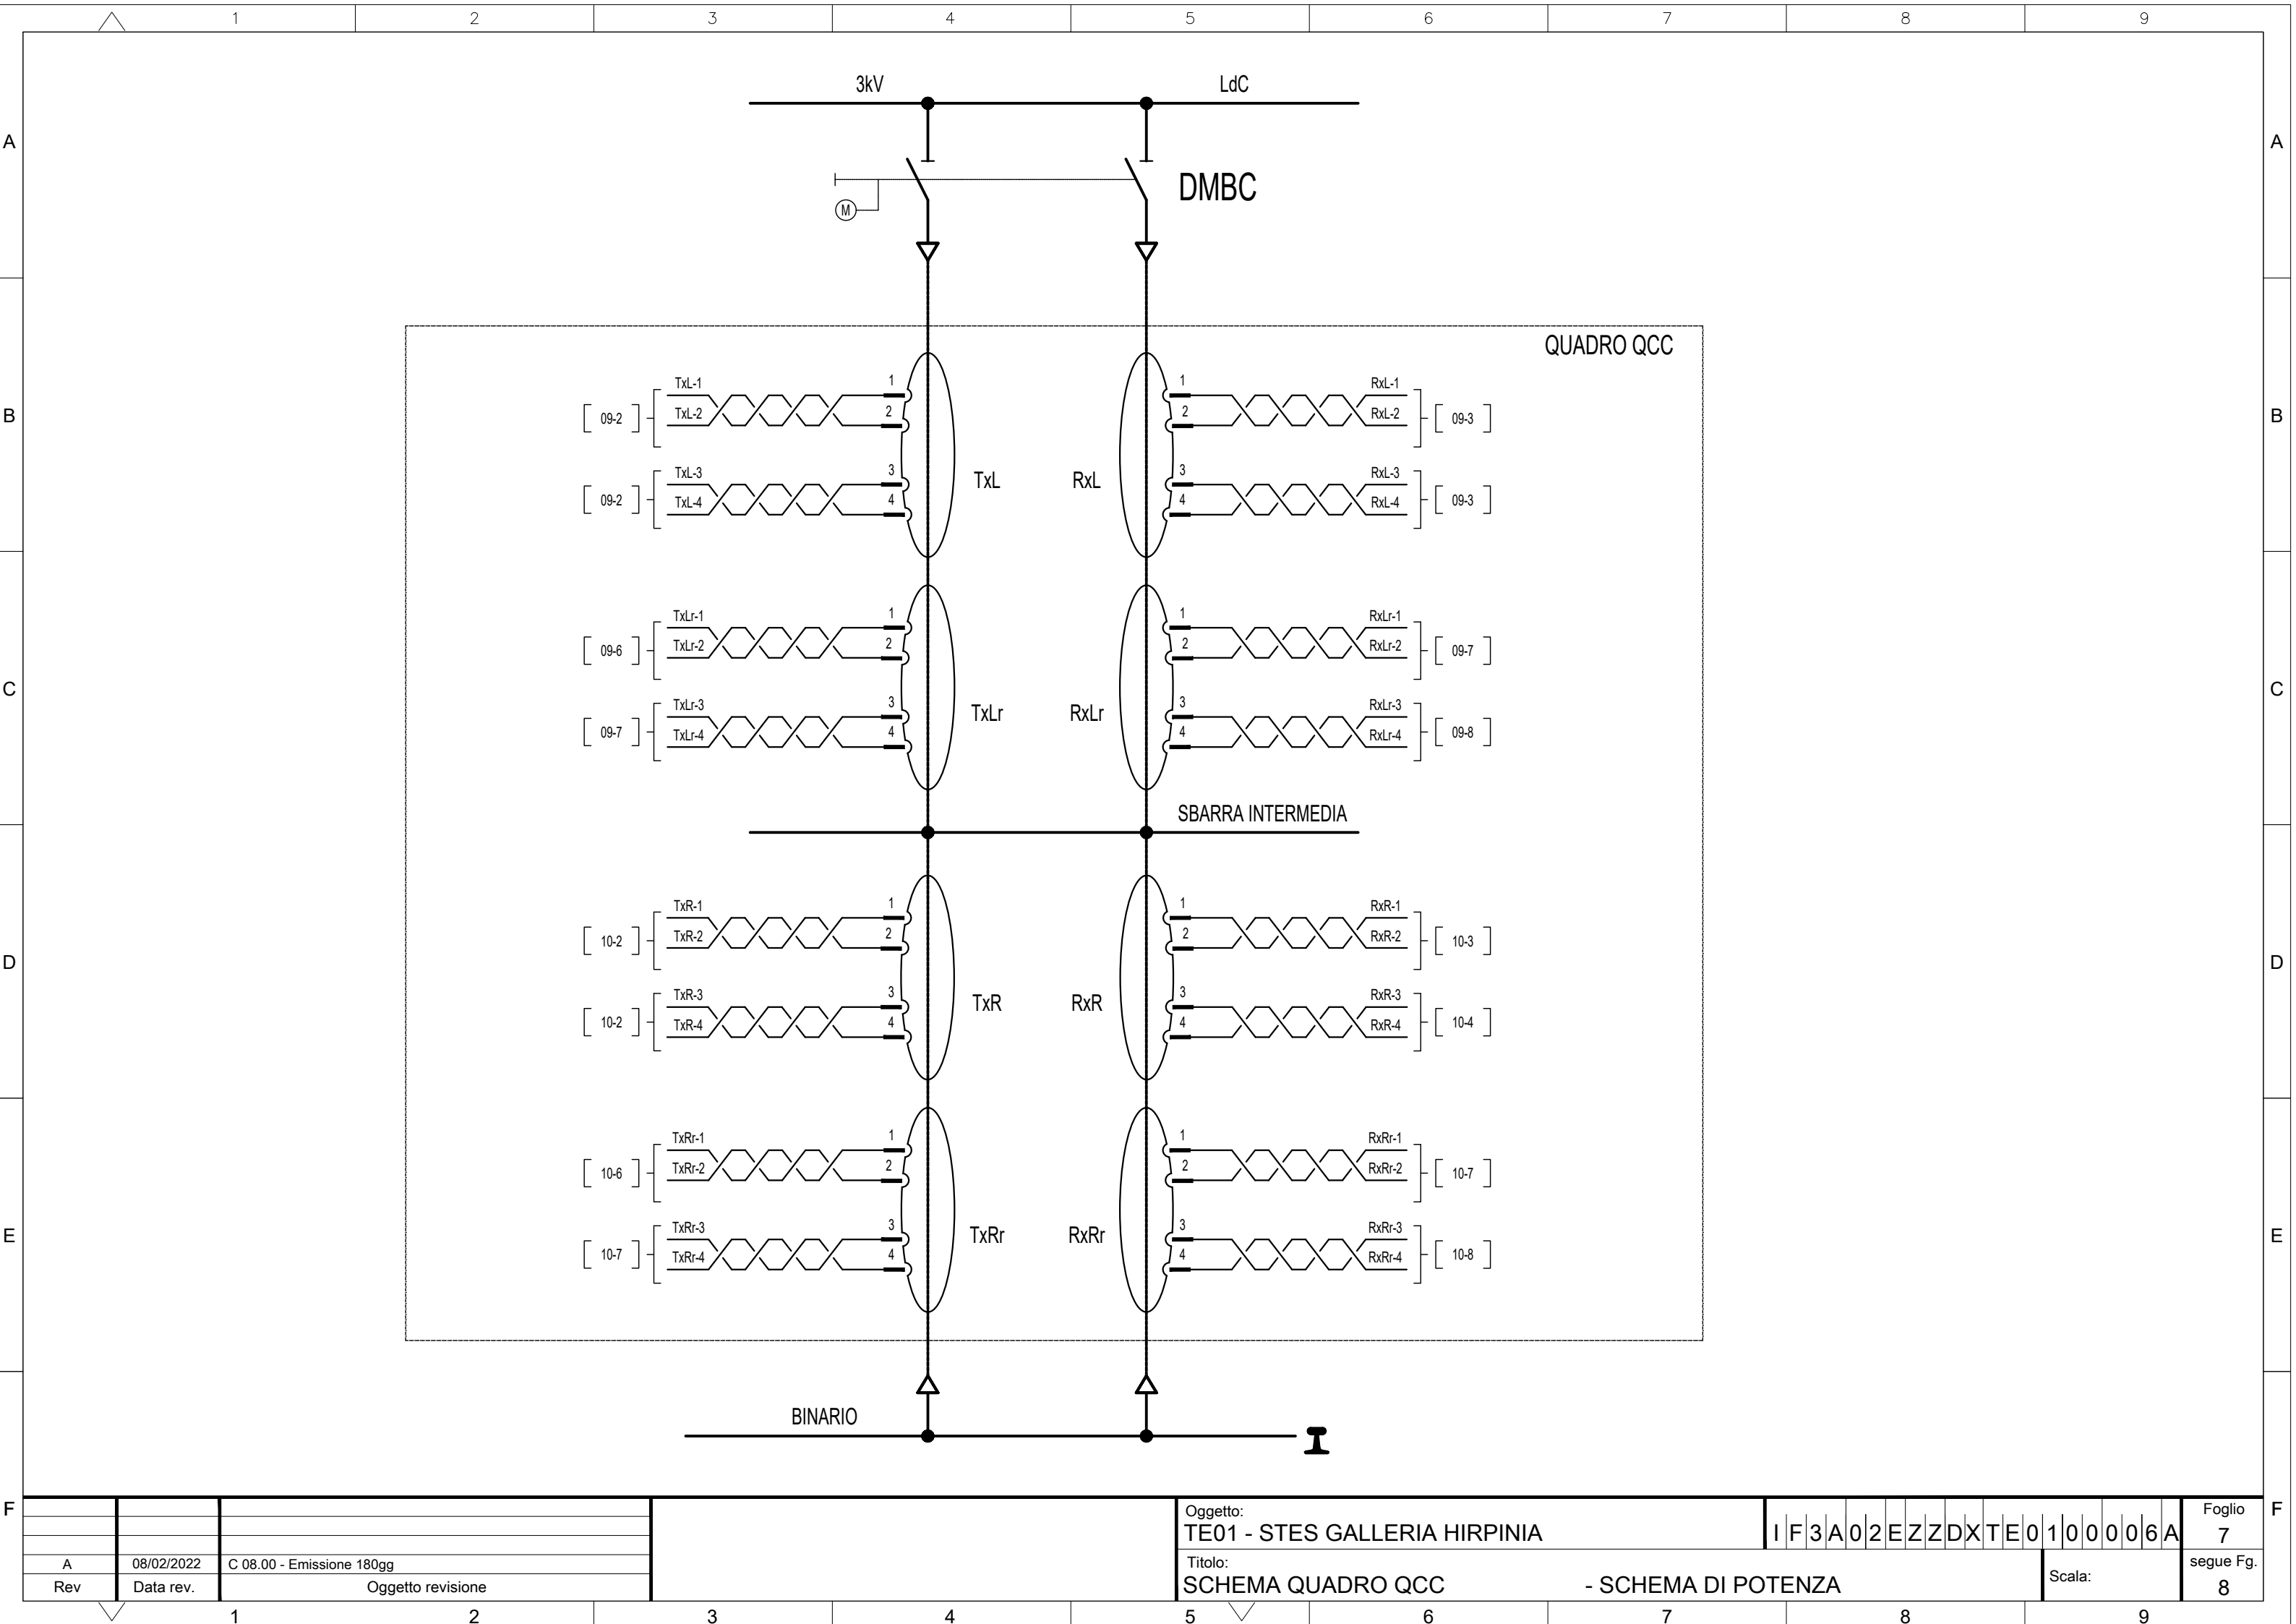 1 2 3 4 5 6 7 8 9
3kV LdC
A A
DMBC
M
QUADRO QCC
B B
TxL-1 1 1 RxL-1
[ 09-2 ] TxL-2 2 2 RxL-2 [ 09-3 ]
TxL-3 3 3 RxL-3
TxL RxL
[ 09-2 ] TxL-4 4 4 RxL-4 [ 09-3 ]
TxLr-1 1 1 RxLr-1
[ 09-6 ] TxLr-2 2 2 RxLr-2 [ 09-7 ]
C C
TxLr-3 3 3 RxLr-3
TxLr RxLr
[ 09-7 ] TxLr-4 4 4 RxLr-4 [ 09-8 ]
SBARRA INTERMEDIA
TxR-1 1 1 RxR-1
[ 10-2 ] TxR-2 2 2 RxR-2 [ 10-3 ]
D D
TxR-3 3 3 RxR-3
TxR RxR
[ 10-2 ] TxR-4 4 4 RxR-4 [ 10-4 ]
TxRr-1 1 1 RxRr-1
[ 10-6 ] TxRr-2 2 2 RxRr-2 [ 10-7 ]
TxRr-3 3 3 RxRr-3
E TxRr RxRr E
[ 10-7 ] TxRr-4 4 4 RxRr-4 [ 10-8 ]
BINARIO
F F
Oggetto:
TE01 - STES GALLERIA HIRPINIA
IF3A02EZZDXTE0100006A
Foglio
7
A 08/02/2022 C 08.00 - Emissione 180gg
Rev Data rev. Oggetto revisione
Titolo:
SCHEMA QUADRO QCC - SCHEMA DI POTENZA
Scala:
segue Fg.
8
1 2 3 4 5 6 7 8 9